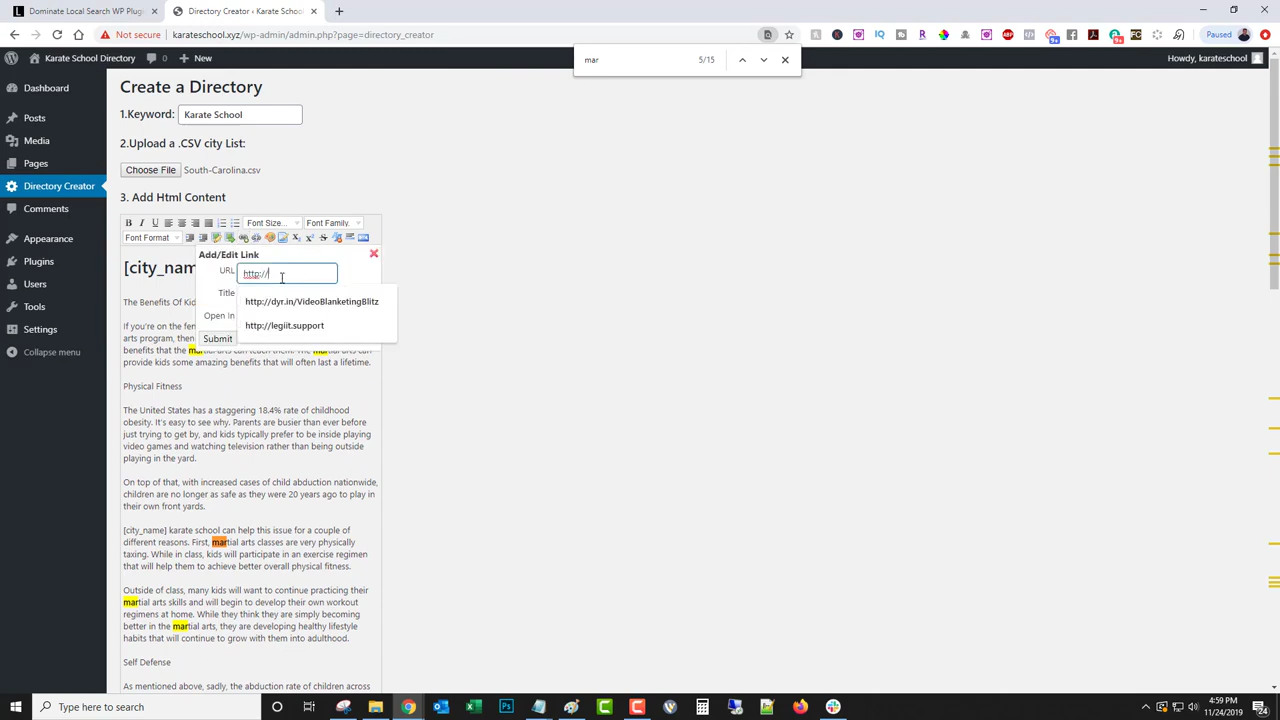 Dominate Local Search WP Plugi
Directory Creator ‹ Karate School
Paused
Not secure
karateschool.xyz/wp-admin/admin.php?page=directory_creator
mar
5/15
Karate School Directory
0
New
Howdy, karateschool
Dashboard
Posts
Media
Pages
Directory Creator
Comments
Appearance
Plugins
Users
Tools
Settings
Collapse menu
Create a Directory
1.Keyword:
Karate School
2.Upload a .CSV city List:
Choose File
South-Carolina.csv
3. Add Html Content
B I U
Font Size...
Font Family.
Font Format
Add/Edit Link
URL
http://
Title
http://dyr.in/VideoBlanketingBlitz
Open In
http://legiit.support
Submit
[city_nam
The Benefits Of Kid
If you're on the fen
arts program, then
benefits that the martial arts can teach them. The martial arts can
provide kids some amazing benefits that will often last a lifetime.
Physical Fitness
The United States has a staggering 18.4% rate of childhood
obesity. It's easy to see why. Parents are busier than ever before
just trying to get by, and kids typically prefer to be inside playing
video games and watching television rather than being outside
playing in the yard.
On top of that, with increased cases of child abduction nationwide,
children are no longer as safe as they were 20 years ago to play in
their own front yards.
[city_name] karate school can help this issue for a couple of
different reasons. First, martial arts classes are very physically
taxing. While in class, kids will participate in an exercise regimen
that will help them to achieve better overall physical fitness.
Outside of class, many kids will want to continue practicing their
martial arts skills and will begin to develop their own workout
regimens at home. While they think they are simply becoming
better in the martial arts, they are developing healthy lifestyle
habits that will continue to grow with them into adulthood.
Self Defense
As mentioned above, sadly, the abduction rate of children across
Type here to search
4:59 PM
11/24/2019